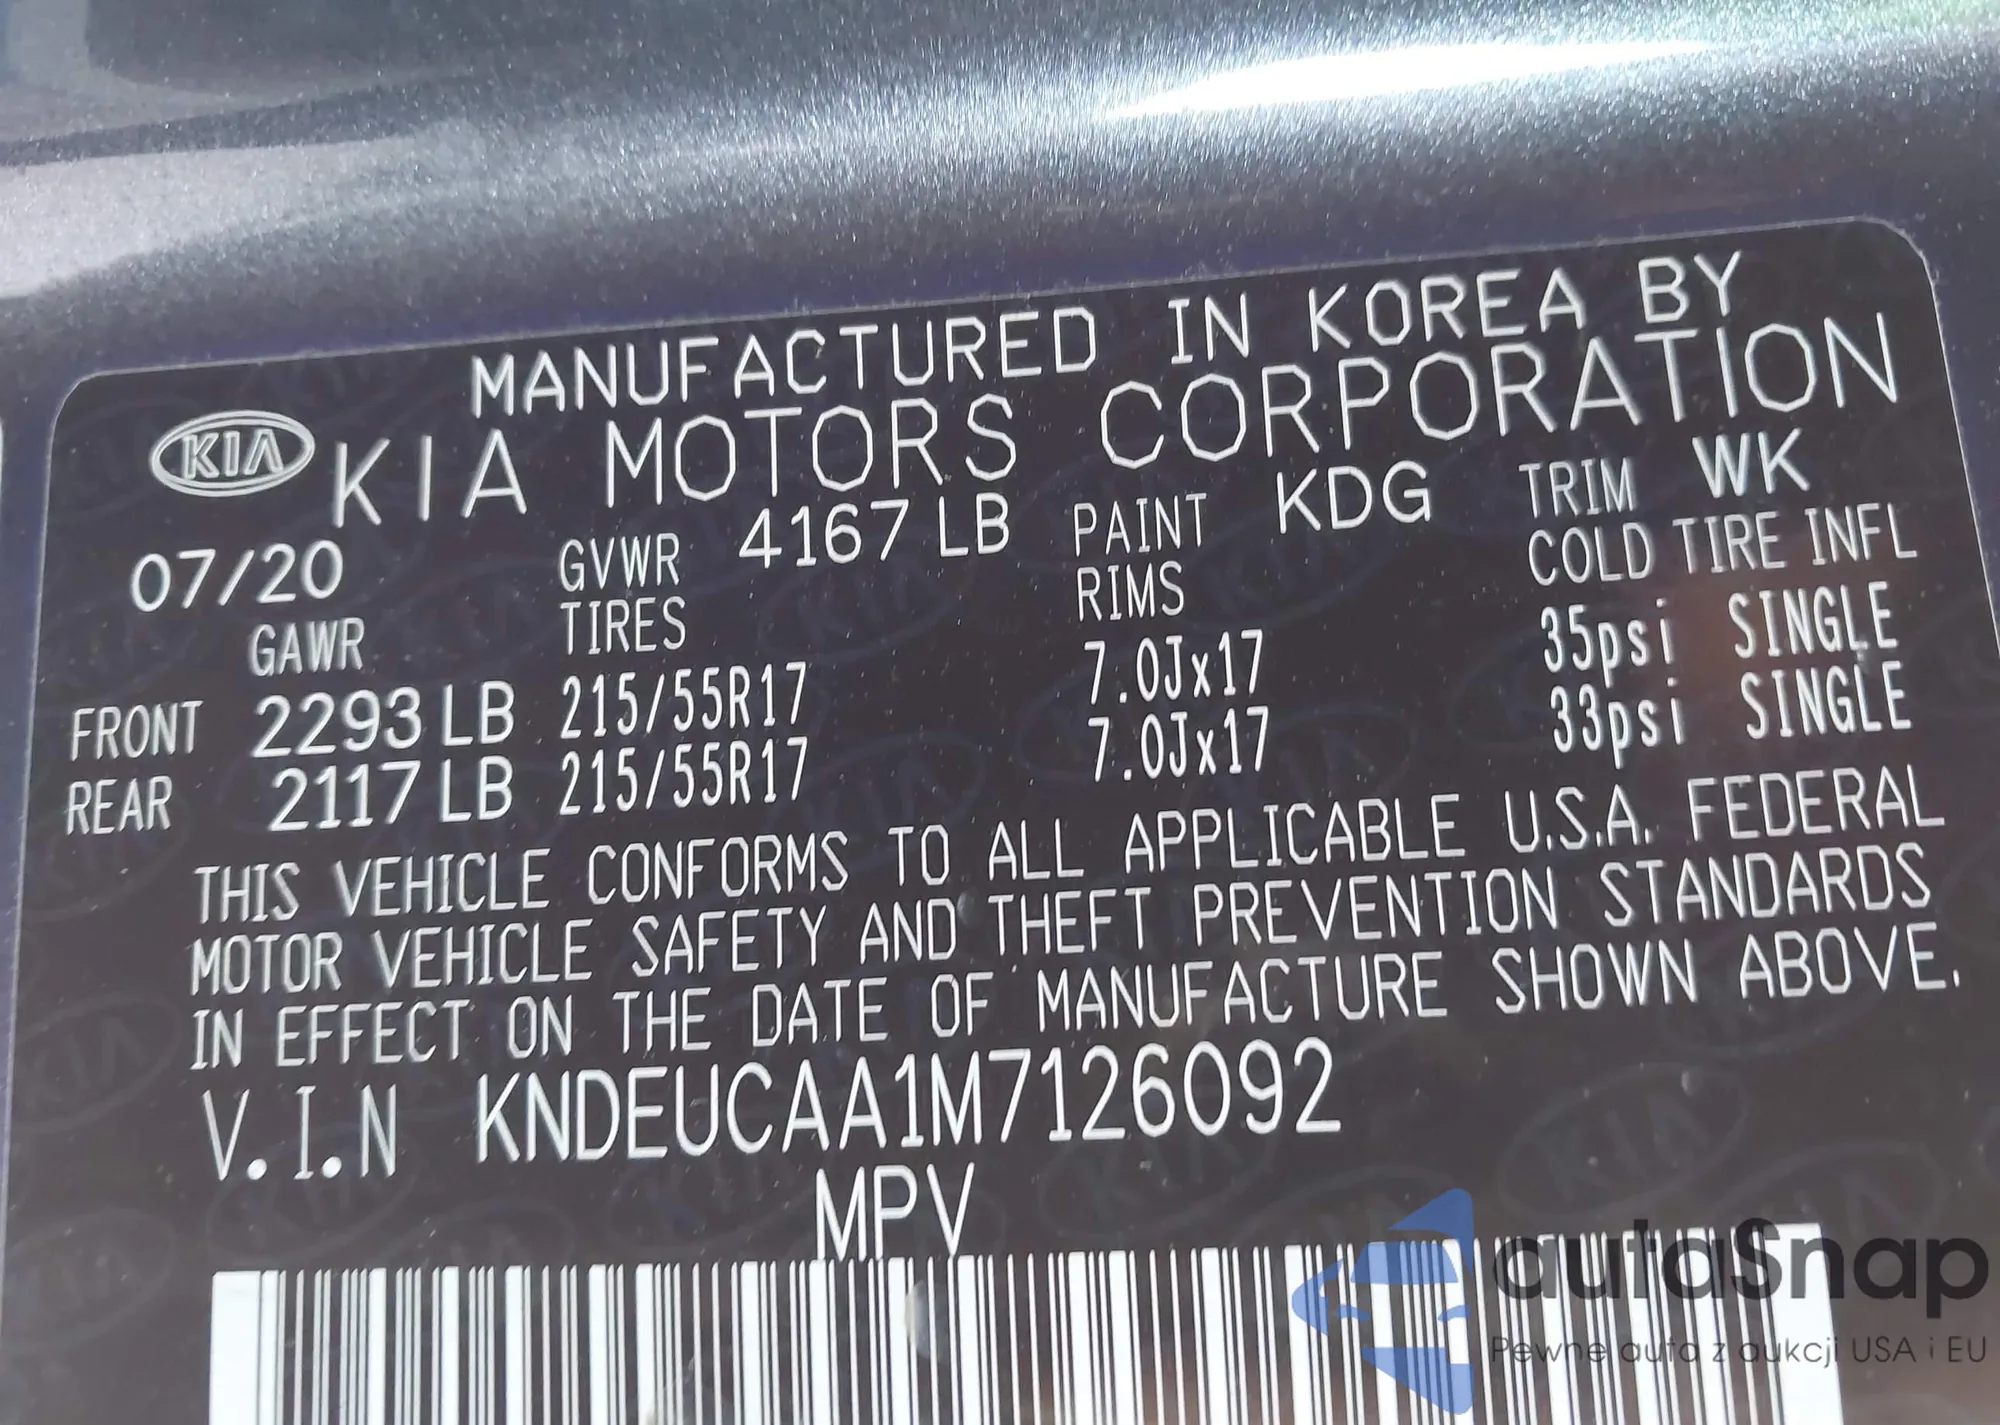 MANUFACTURED IN KOREA BY
KIA KIA MOTORS CORPORATION
07/20 GVWR 4167 LB PAINT KDG TRIM WK
GAWR TIRES RIMS COLD TIRE INFL
FRONT 2293 LB 215/55R17 7.0Jx17 35psi SINGLE
REAR 2117 LB 215/55R17 7.0Jx17 33psi SINGLE
THIS VEHICLE CONFORMS TO ALL APPLICABLE U.S.A. FEDERAL
MOTOR VEHICLE SAFETY AND THEFT PREVENTION STANDARDS
IN EFFECT ON THE DATE OF MANUFACTURE SHOWN ABOVE.
V.I.N KNDEUCAA1M7126092
MPV
autaSnap
Pewne auta z aukcji USA i EU